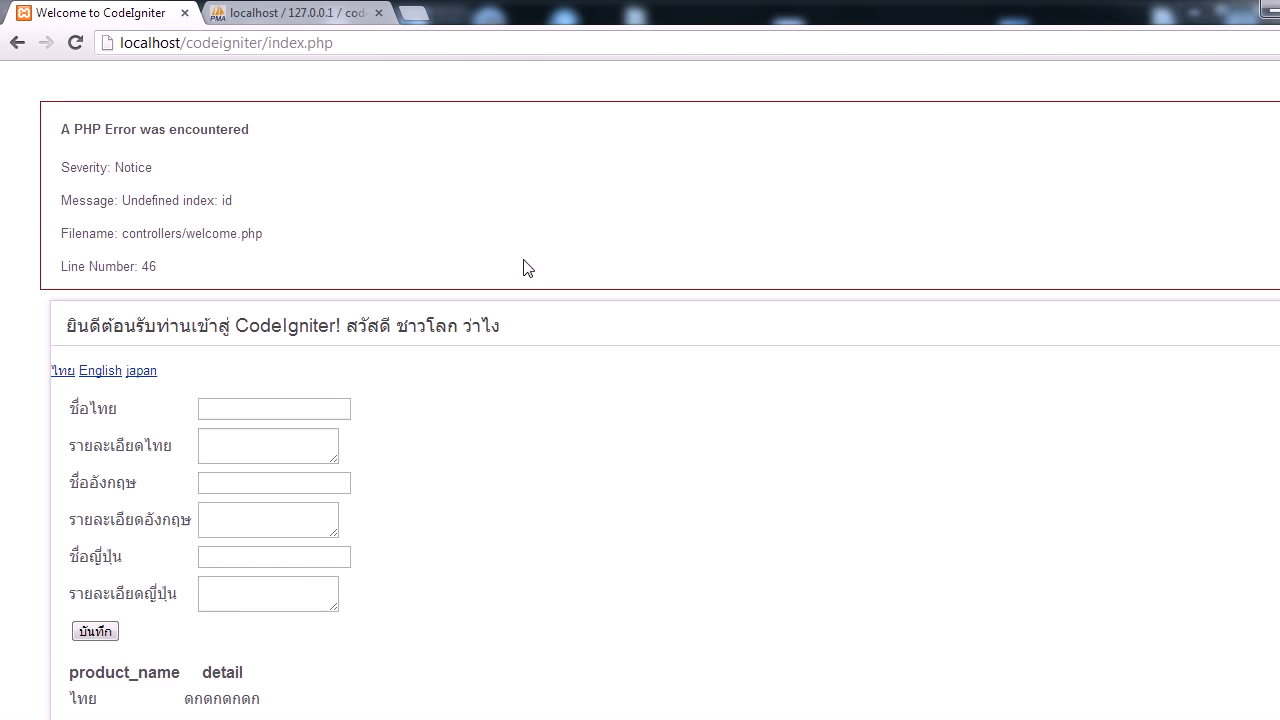 Welcome to CodeIgniter
localhost / 127.0.0.1 / cod
localhost/codeigniter/index.php
A PHP Error was encountered
Severity: Notice
Message: Undefined index: id
Filename: controllers/welcome.php
Line Number: 46
ยินดีต้อนรับท่านเข้าสู่ CodeIgniter! สวัสดี ชาวโลก ว่าไง
ไทย English japan
ชื่อไทย
รายละเอียดไทย
ชื่ออังกฤษ
รายละเอียดอังกฤษ
ชื่อญี่ปุ่น
รายละเอียดญี่ปุ่น
บันทึก
product_name detail
ไทย ดกดกดกดก